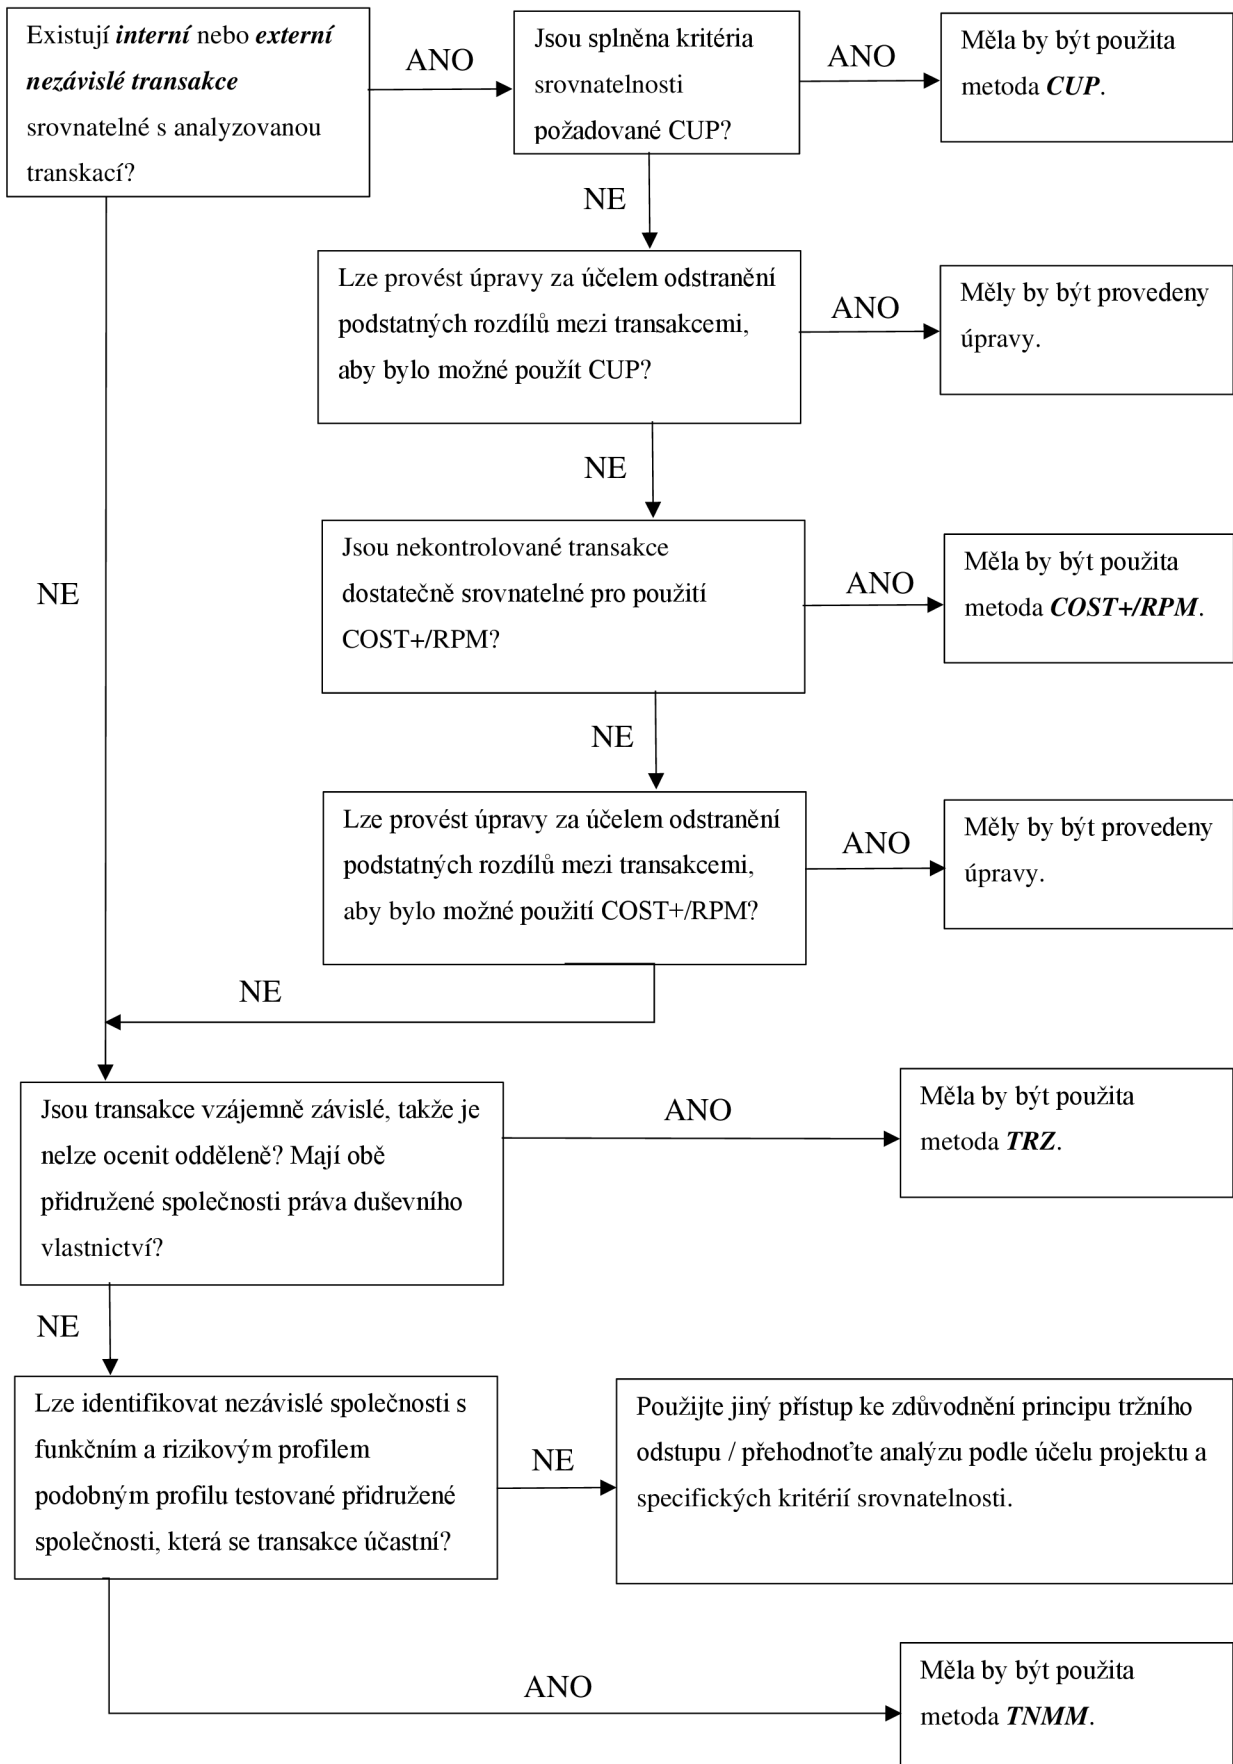 Existují interní nebo externí
nezávislé transakce
srovnatelné s analyzovanou
transkací?
ANO
Jsou splněna kritéria
srovnatelnosti
požadované CUP?
ANO
Měla by být použita
metoda CUP.
NE
Lze provést úpravy za účelem odstranění
podstatných rozdílů mezi transakcemi,
aby bylo možné použít CUP?
ANO
Měly by být provedeny
úpravy.
NE
Jsou nekontrolované transakce
dostatečně srovnatelné pro použití
COST+/RPM?
ANO
Měla by být použita
metoda COST+/RPM.
NE
NE
Lze provést úpravy za účelem odstranění
podstatných rozdílů mezi transakcemi,
aby bylo možné použití COST+/RPM?
ANO
Měly by být provedeny
úpravy.
NE
Jsou transakce vzájemně závislé, takže je
nelze ocenit odděleně? Mají obě
přidružené společnosti práva duševního
vlastnictví?
ANO
Měla by být použita
metoda TRZ.
NE
Lze identifikovat nezávislé společnosti s
funkčním a rizikovým profilem
podobným profilu testované přidružené
společnosti, která se transakce účastní?
NE
Použijte jiný přístup ke zdůvodnění principu tržního
odstupu / přehodnoťte analýzu podle účelu projektu a
specifických kritérií srovnatelnosti.
ANO
Měla by být použita
metoda TNMM.